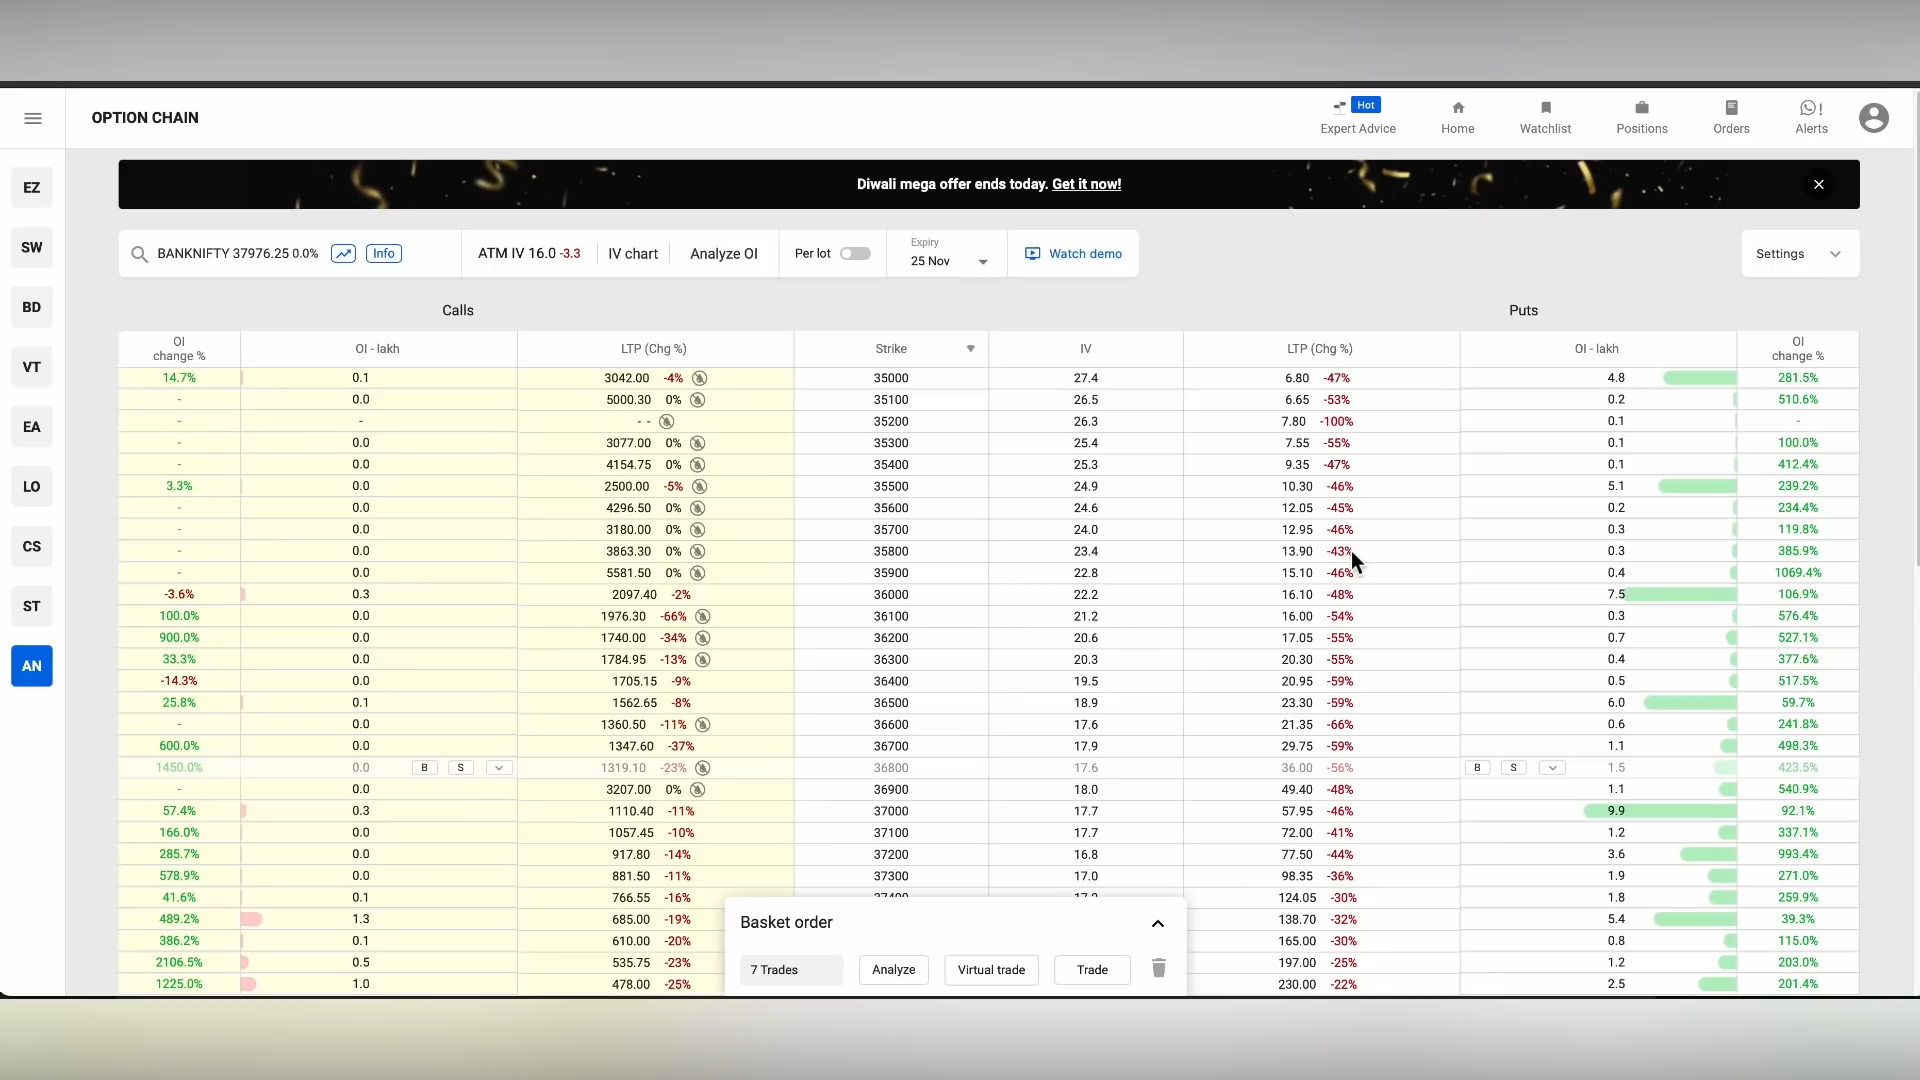 OPTION CHAIN
Hot
Expert Advice
Home
Watchlist
Positions
Orders
Alerts
EZ
SW
BD
VT
EA
LO
CS
ST
AN
Diwali mega offer ends today. Get it now!
BANKNIFTY 37976.25 0.0% Info
ATM IV 16.0 -3.3
IV chart
Analyze OI
Per lot
Expiry
25 Nov
Watch demo
Settings
Calls
Puts
OI change % OI - lakh LTP (Chg %) Strike IV LTP (Chg %) OI - lakh OI change %
14.7% 0.1 3042.00 -4% 35000 27.4 6.80 -47% 4.8 281.5%
- 0.0 5000.30 0% 35100 26.5 6.65 -53% 0.2 510.6%
- - - - 35200 26.3 7.80 -100% 0.1 -
- 0.0 3077.00 0% 35300 25.4 7.55 -55% 0.1 100.0%
- 0.0 4154.75 0% 35400 25.3 9.35 -47% 0.1 412.4%
3.3% 0.0 2500.00 -5% 35500 24.9 10.30 -46% 5.1 239.2%
- 0.0 4296.50 0% 35600 24.6 12.05 -45% 0.2 234.4%
- 0.0 3180.00 0% 35700 24.0 12.95 -46% 0.3 119.8%
- 0.0 3863.30 0% 35800 23.4 13.90 -43% 0.3 385.9%
- 0.0 5581.50 0% 35900 22.8 15.10 -46% 0.4 1069.4%
-3.6% 0.3 2097.40 -2% 36000 22.2 16.10 -48% 7.5 106.9%
100.0% 0.0 1976.30 -66% 36100 21.2 16.00 -54% 0.3 576.4%
900.0% 0.0 1740.00 -34% 36200 20.6 17.05 -55% 0.7 527.1%
33.3% 0.0 1784.95 -13% 36300 20.3 20.30 -55% 0.4 377.6%
-14.3% 0.0 1705.15 -9% 36400 19.5 20.95 -59% 0.5 517.5%
25.8% 0.1 1562.65 -8% 36500 18.9 23.30 -59% 6.0 59.7%
- 0.0 1360.50 -11% 36600 17.6 21.35 -66% 0.6 241.8%
600.0% 0.0 1347.60 -37% 36700 17.9 29.75 -59% 1.1 498.3%
1450.0% 0.0 B S 1319.10 -23% 36800 17.6 36.00 -56% B S 1.5 423.5%
- 0.0 3207.00 0% 36900 18.0 49.40 -48% 1.1 540.9%
57.4% 0.3 1110.40 -11% 37000 17.7 57.95 -46% 9.9 92.1%
166.0% 0.0 1057.45 -10% 37100 17.7 72.00 -41% 1.2 337.1%
285.7% 0.0 917.80 -14% 37200 16.8 77.50 -44% 3.6 993.4%
578.9% 0.0 881.50 -11% 37300 17.0 98.35 -36% 1.9 271.0%
41.6% 0.1 766.55 -16% 124.05 -30% 1.8 259.9%
489.2% 1.3 685.00 -19% 138.70 -32% 5.4 39.3%
386.2% 0.1 610.00 -20% 165.00 -30% 0.8 115.0%
2106.5% 0.5 535.75 -23% 197.00 -25% 1.2 203.0%
1225.0% 1.0 478.00 -25% 230.00 -22% 2.5 201.4%
Basket order
7 Trades
Analyze
Virtual trade
Trade